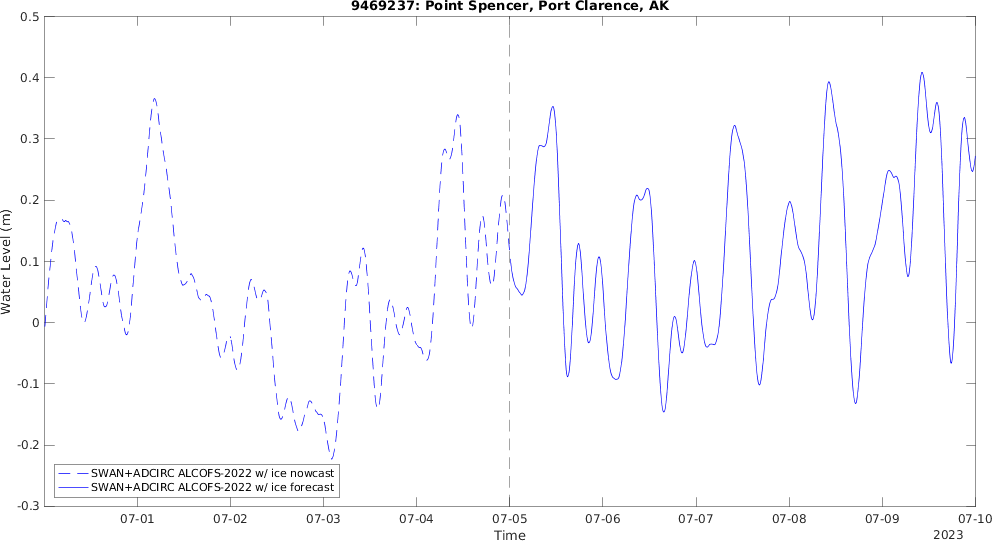 9469237: Point Spencer, Port Clarence, AK
0.5
0.4
0.3
0.2
0.1
0
-0.1
-0.2
-0.3
Water Level (m)
SWAN+ADCIRC ALCOFS-2022 w/ ice nowcast
SWAN+ADCIRC ALCOFS-2022 w/ ice forecast
07-01 07-02 07-03 07-04 07-05 07-06 07-07 07-08 07-09 07-10
Time
2023